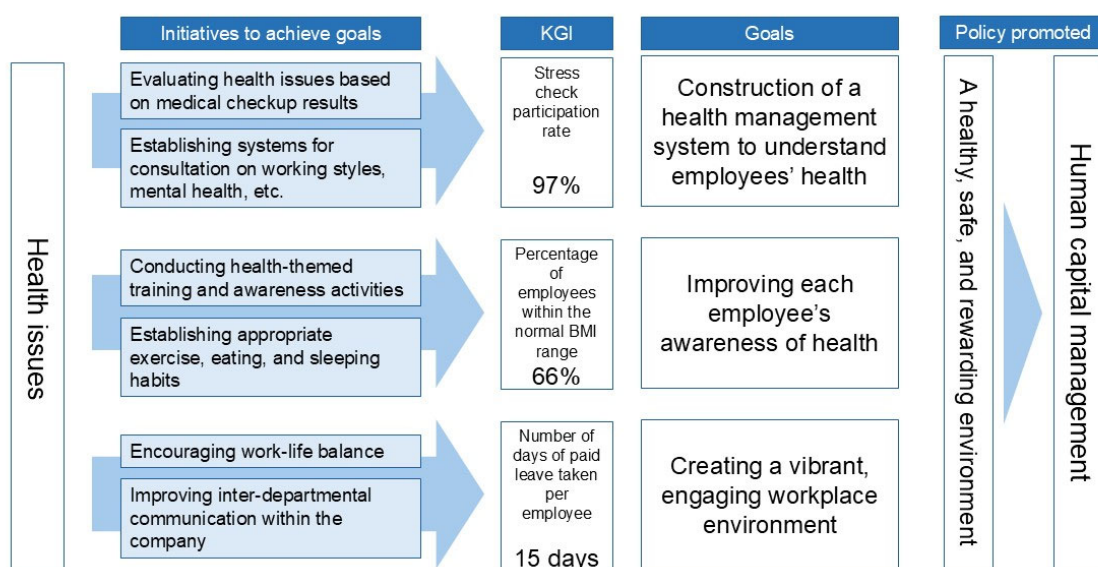 Initiatives to achieve goals
KGI
Goals
Policy promoted
Health issues
Evaluating health issues based
on medical checkup results
Establishing systems for
consultation on working styles,
mental health, etc.
Stress
check
participation
rate
97%
Construction of a
health management
system to understand
employees’ health
Conducting health-themed
training and awareness activities
Establishing appropriate
exercise, eating, and sleeping
habits
Percentage
of
employees
within the
normal BMI
range
66%
Improving each
employee’s
awareness of health
Encouraging work-life balance
Improving inter-departmental
communication within the
company
Number of
days of paid
leave taken
per
employee
15 days
Creating a vibrant,
engaging workplace
environment
A healthy, safe, and rewarding environment
Human capital management